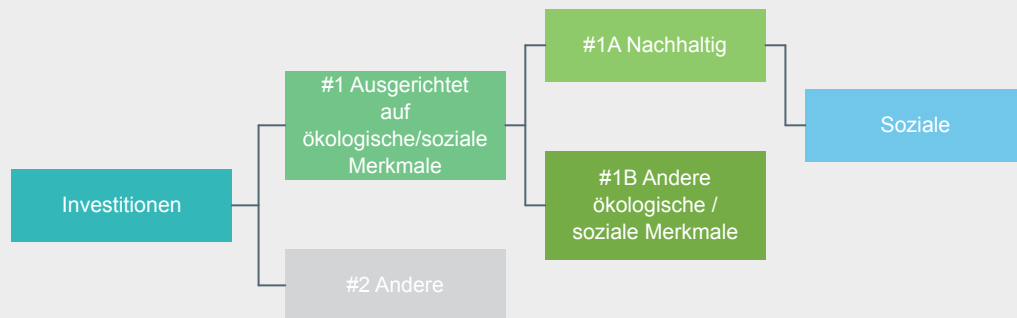 #1A Nachhaltig
#1 Ausgerichtet
auf
ökologische/soziale
Merkmale
Soziale
#1B Andere
ökologische /
soziale Merkmale
Investitionen
#2 Andere